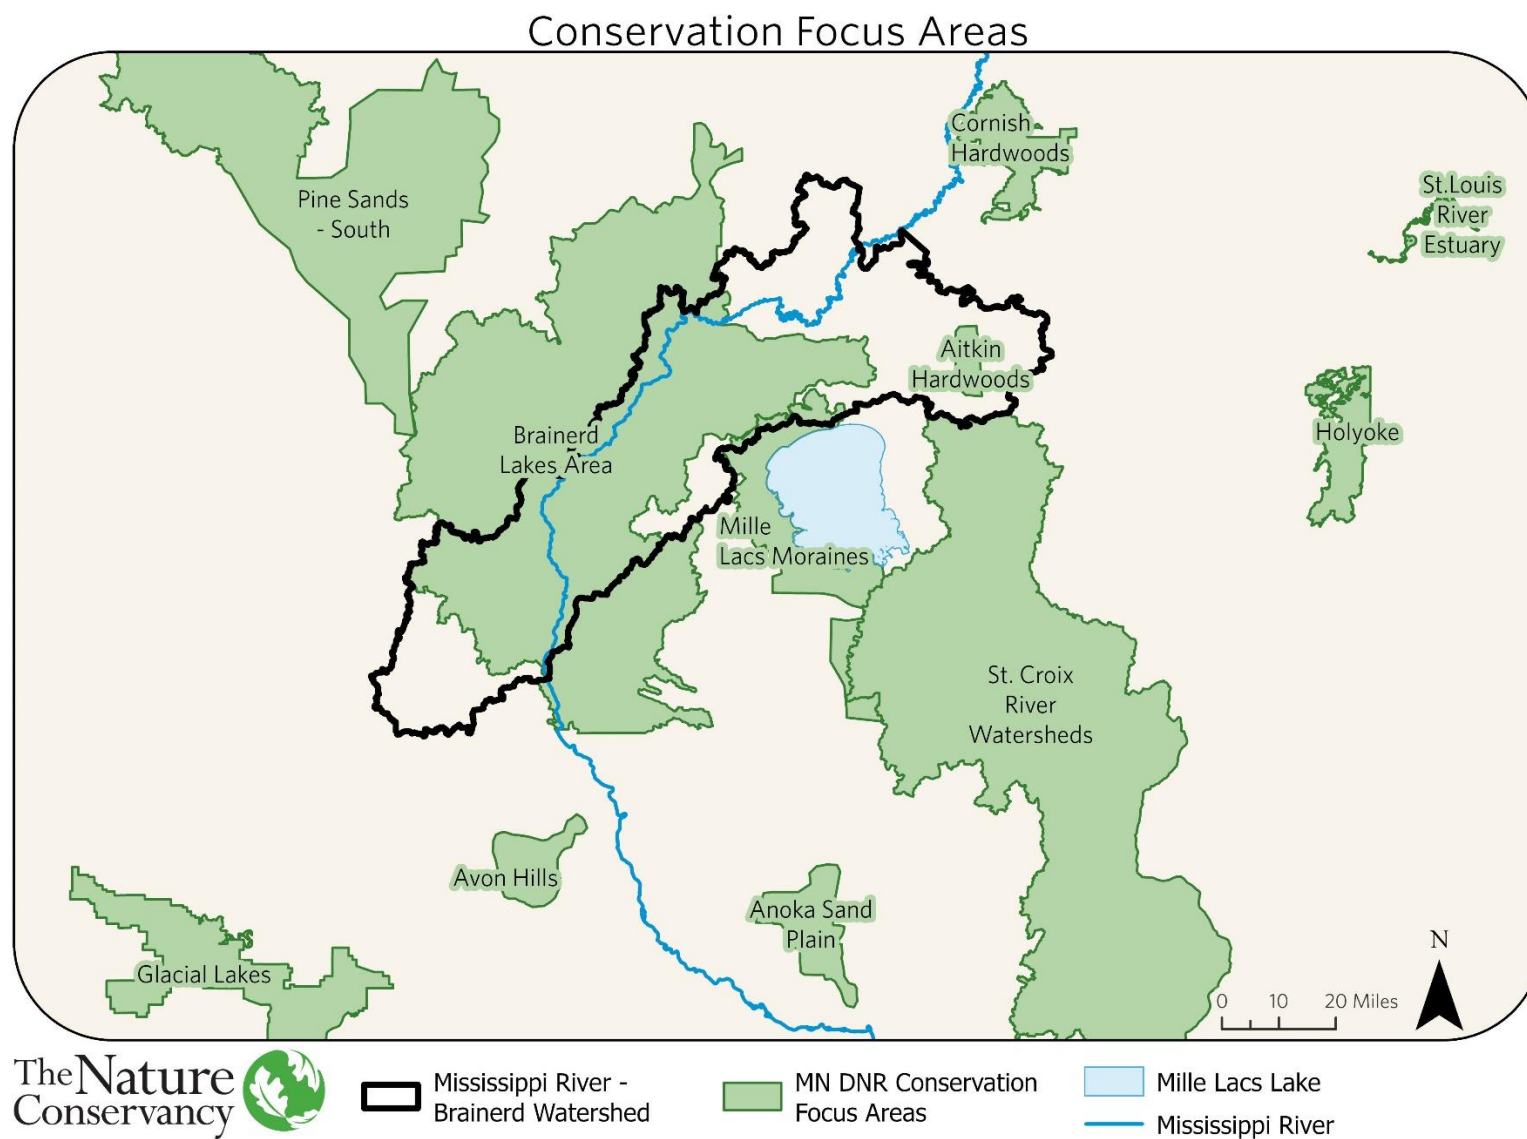 Conservation Focus Areas
Cornish
Hardwoods
Pine Sands
- South
St.Louis
River
Estuary
Aitkin
Hardwoods
Brainerd
Lakes Area
Holyoke
Mille
Lacs Moraines
St. Croix
River
Watersheds
Avon Hills
Anoka Sand
Plain
Glacial Lakes
N
0 10 20 Miles
The Nature
Conservancy
Mississippi River -
Brainerd Watershed
MN DNR Conservation
Focus Areas
Mille Lacs Lake
Mississippi River